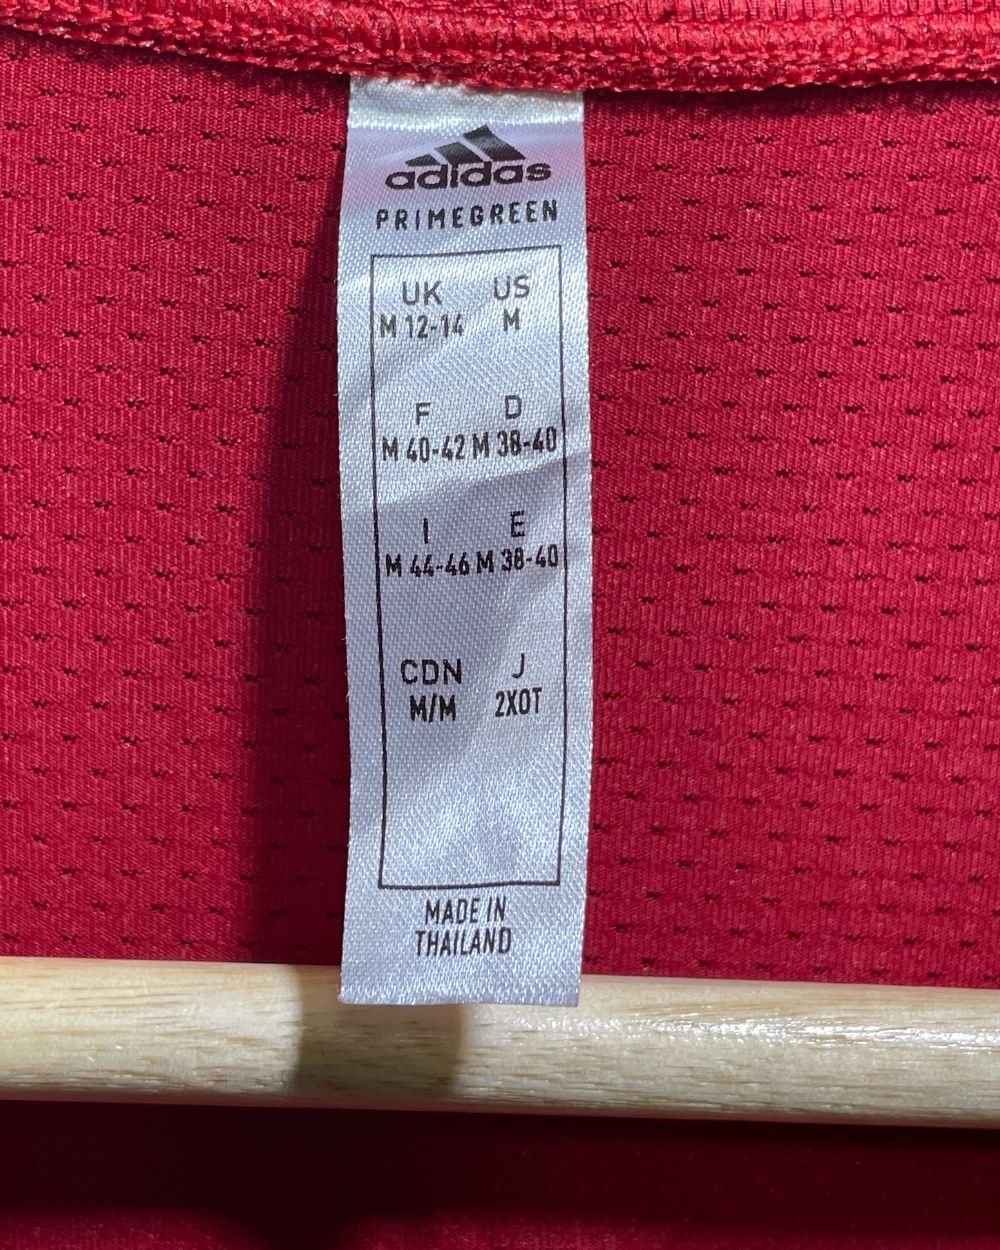 adidas
PRIMEGREEN
UK US
M 12-14 M
F D
M 40-42 M 38-40
I E
M 44-46 M 38-40
CDN J
M/M 2XOT
MADE IN
THAILAND